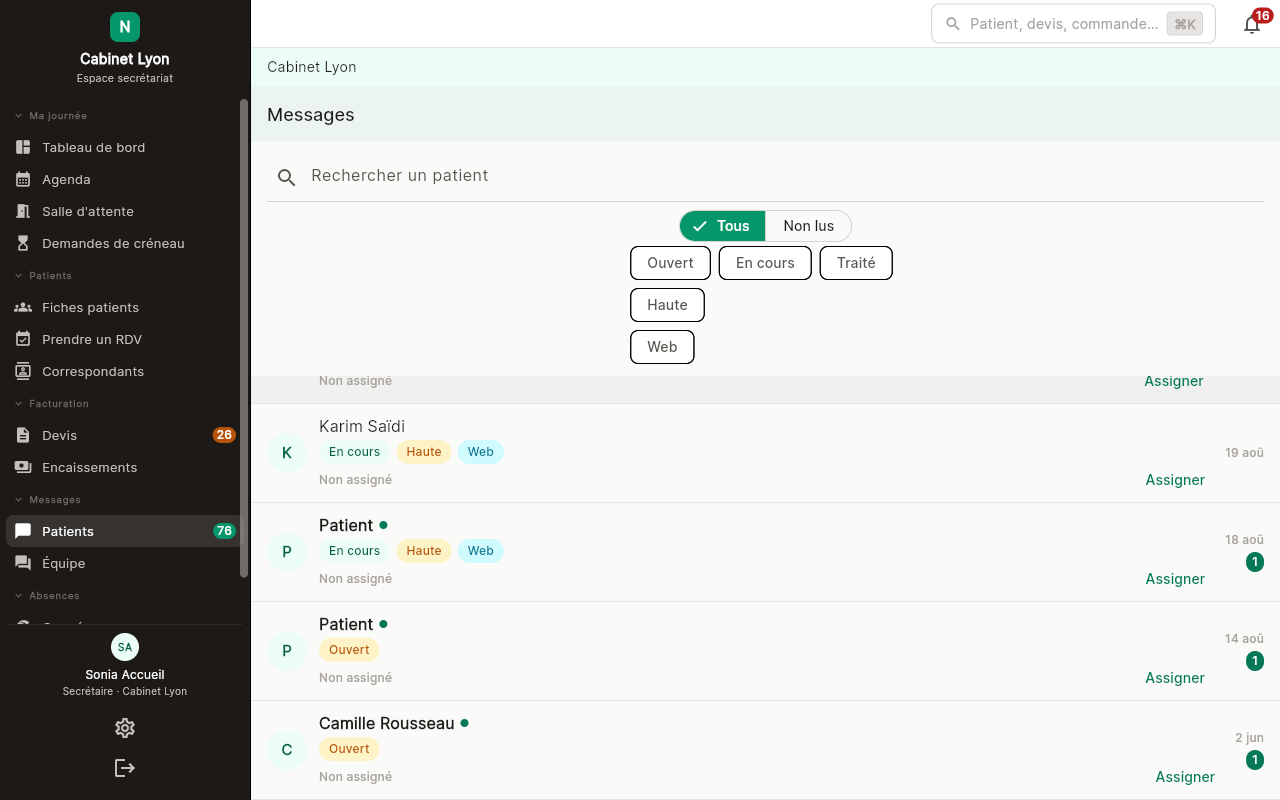 N
Cabinet Lyon
Espace secrétariat
Ma journée
Tableau de bord
Agenda
Salle d'attente
Demandes de créneau
Patients
Fiches patients
Prendre un RDV
Correspondants
Facturation
Devis 26
Encaissements
Messages
Patients 76
Équipe
Absences
SA
Sonia Accueil
Secrétaire · Cabinet Lyon
Patient, devis, commande... ⌘K
16
Cabinet Lyon
Messages
Rechercher un patient
Tous Non lus
Ouvert En cours Traité
Haute
Web
Non assigné Assigner
Karim Saïdi
K En cours Haute Web 19 aoû
Non assigné Assigner
Patient
P En cours Haute Web 18 aoû
1
Non assigné Assigner
Patient
P Ouvert 14 aoû
1
Non assigné Assigner
Camille Rousseau
C Ouvert 2 jun
1
Non assigné Assigner